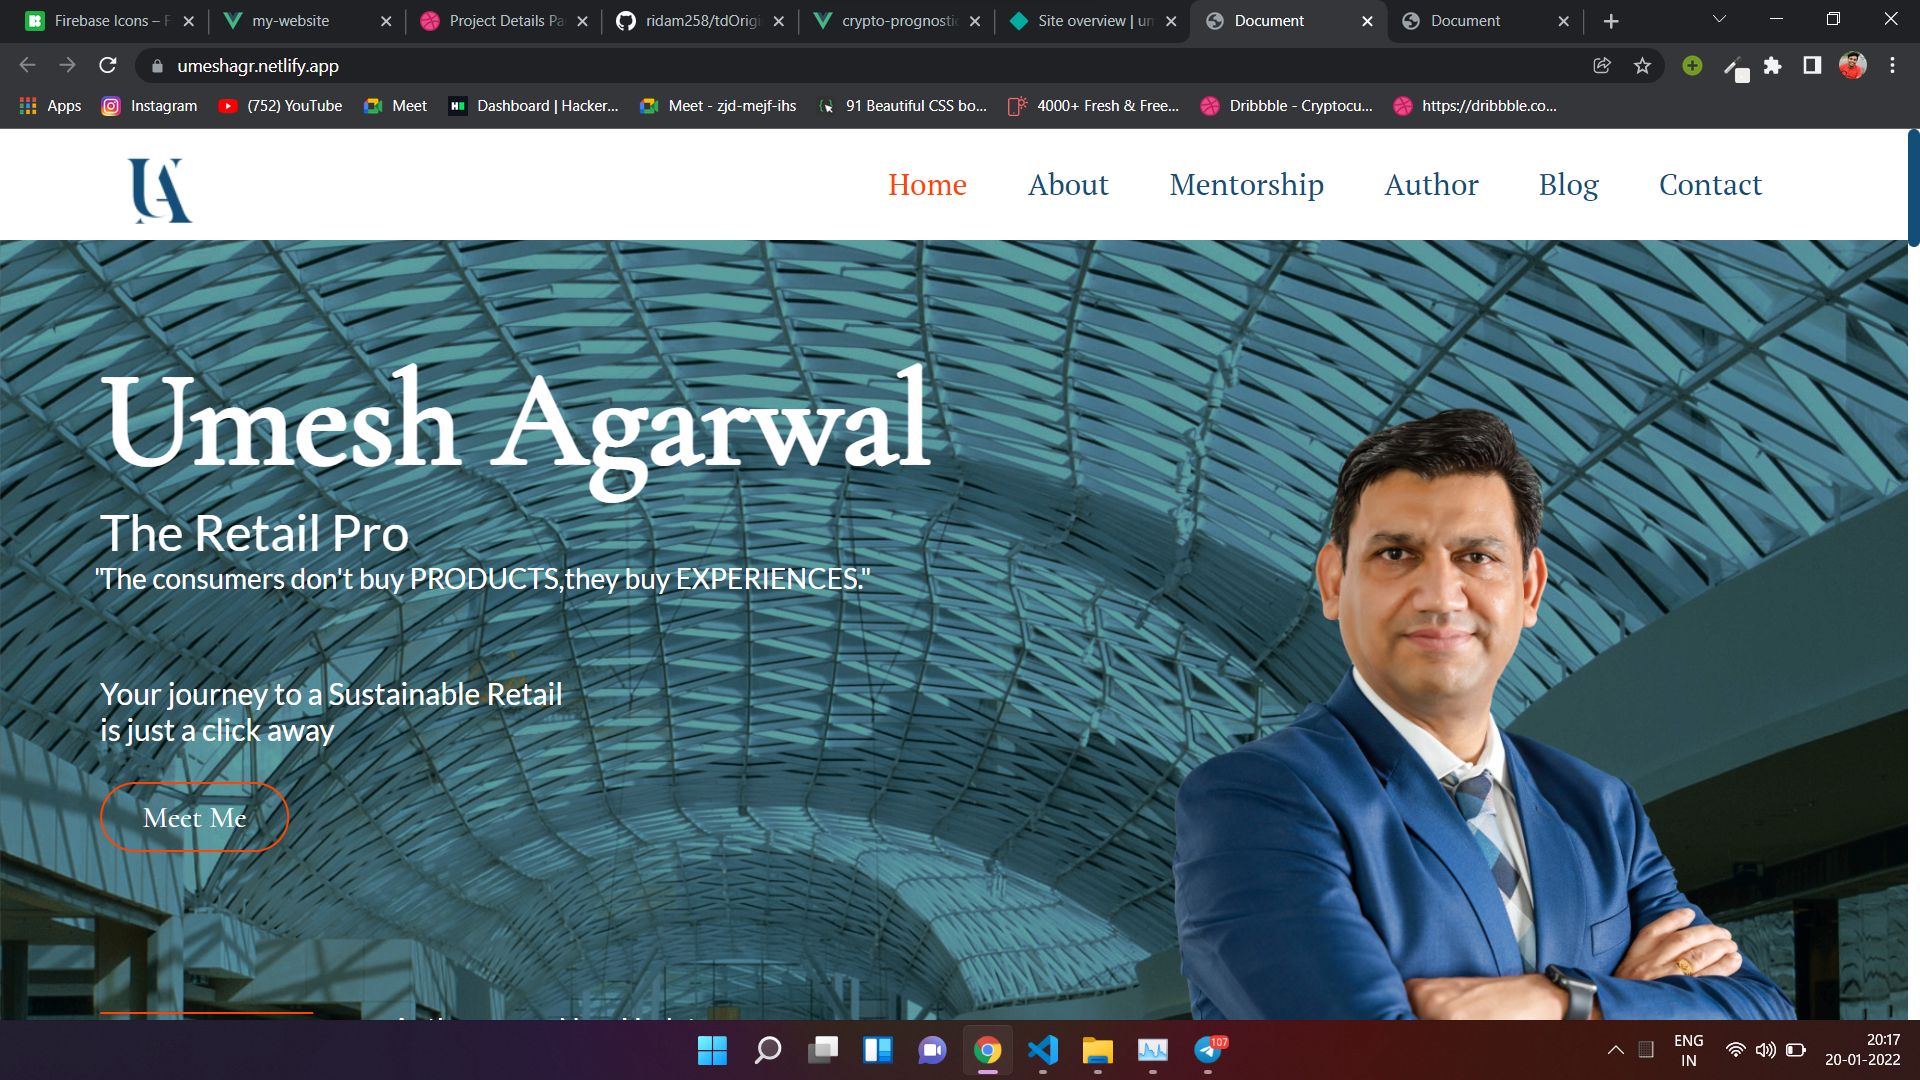 Firebase Icons – F
my-website
Project Details Pa
ridam258/tdOrigi
crypto-prognostic
Site overview | um
Document
Document
umeshagr.netlify.app
Apps
Instagram
(752) YouTube
Meet
Dashboard | Hacker...
Meet - zjd-mejf-ihs
91 Beautiful CSS bo...
4000+ Fresh & Free...
Dribbble - Cryptocu...
https://dribbble.co...
UA
Home
About
Mentorship
Author
Blog
Contact
Umesh Agarwal
The Retail Pro
"The consumers don't buy PRODUCTS,they buy EXPERIENCES."
Your journey to a Sustainable Retail
is just a click away
Meet Me
107
ENG
IN
20:17
20-01-2022